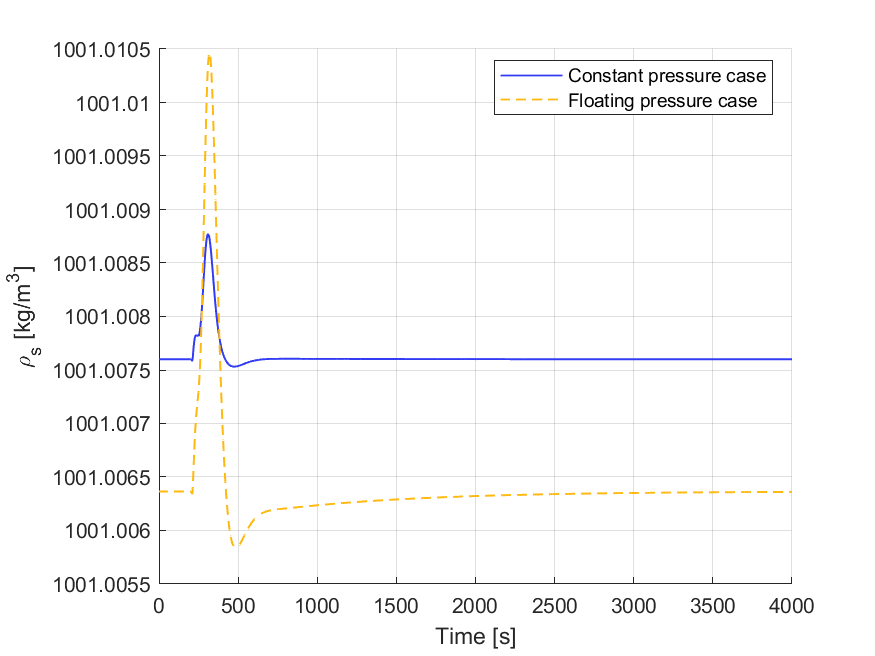 1001.0105
1001.01
1001.0095
1001.009
1001.0085
1001.008
1001.0075
1001.007
1001.0065
1001.006
1001.0055
ρs [kg/m3]
Constant pressure case
Floating pressure case
0 500 1000 1500 2000 2500 3000 3500 4000
Time [s]